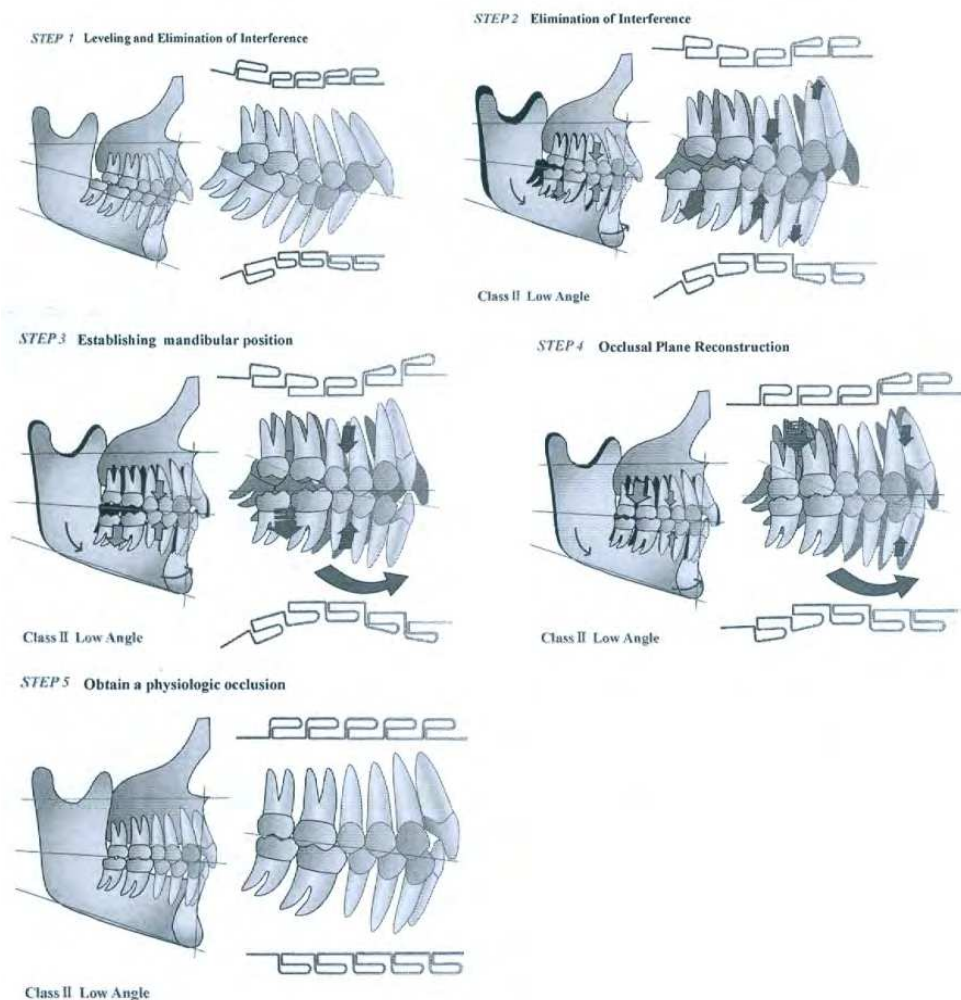 STEP 1 Leveling and Elimination of Interference
STEP 2 Elimination of Interference
Class II Low Angle
STEP 3 Establishing mandibular position
Class II Low Angle
STEP 4 Occlusal Plane Reconstruction
Class II Low Angle
STEP 5 Obtain a physiologic occlusion
Class II Low Angle